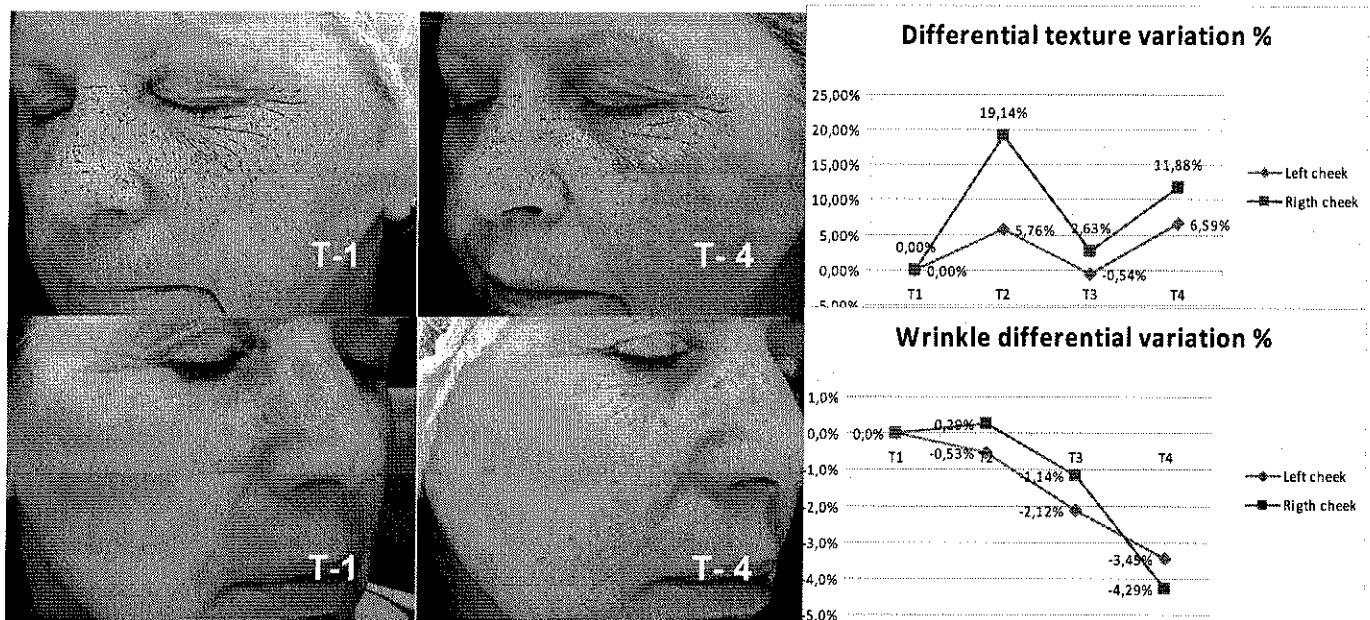 T-1
T- 4
T-1
T- 4
Differential texture variation %
25,00%
20,00%
15,00%
10,00%
5,00%
0,00%
-5,00%
19,14%
11,88%
0,00%
0,00%
5,76%
2,63%
-0,54%
6,59%
T1
T2
T3
T4
Left cheek
Rigth cheek
Wrinkle differential variation %
1,0%
0,0%
-1,0%
-2,0%
-3,0%
-4,0%
-5,0%
0,0%
0,29%
-0,53%
-1,14%
-2,12%
-3,45%
-4,29%
T1
T2
T3
T4
Left cheek
Rigth cheek